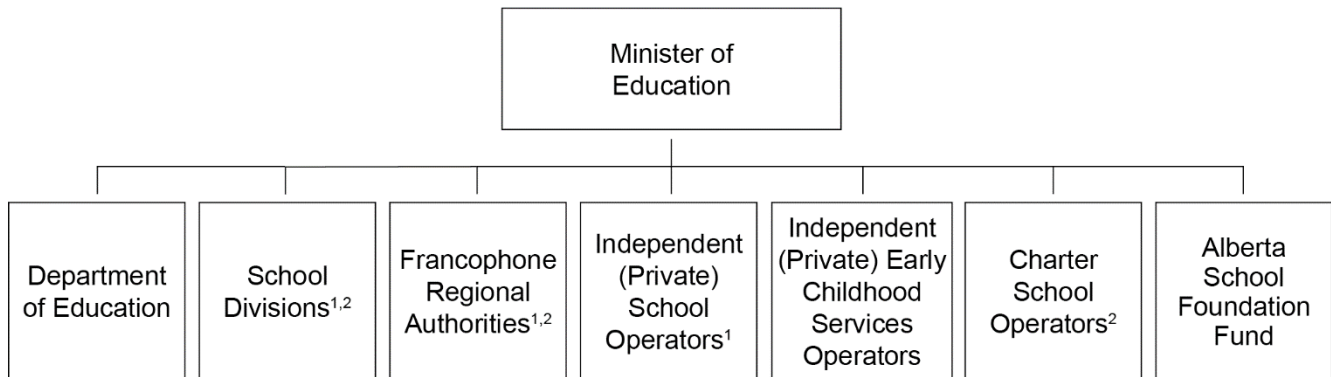 Minister of
Education
Department
of Education
School
Divisions¹,²
Francophone
Regional
Authorities¹,²
Independent
(Private)
School
Operators¹
Independent
(Private) Early
Childhood
Services
Operators
Charter
School
Operators²
Alberta
School
Foundation
Fund